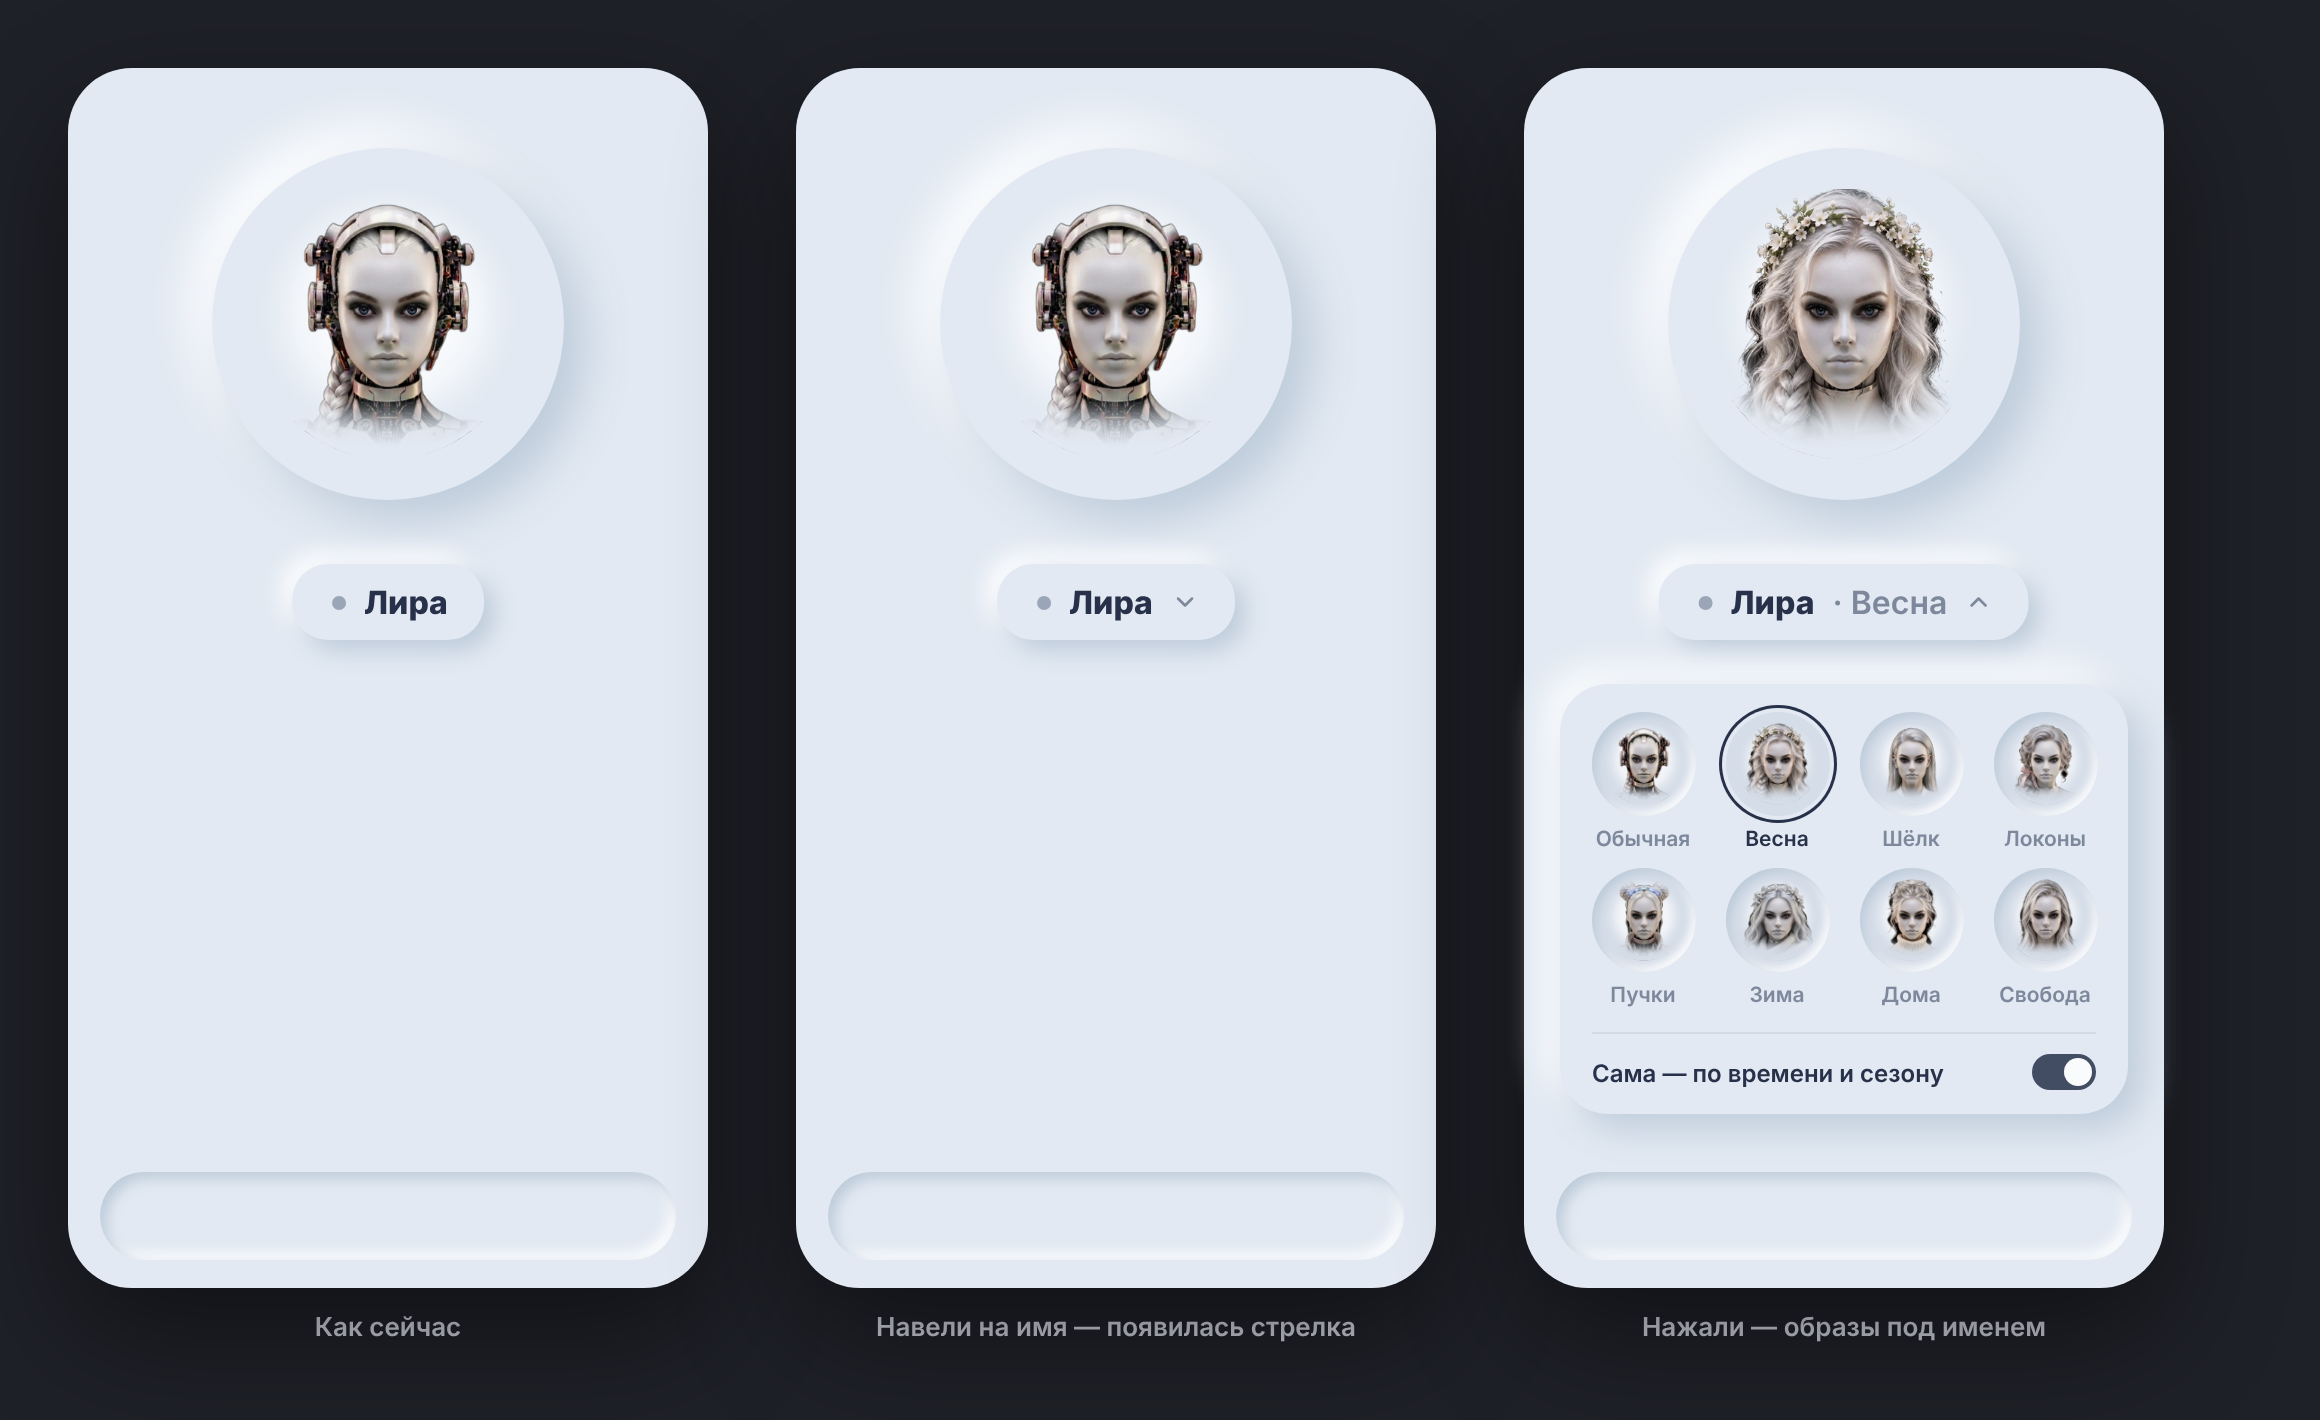 Лира
Лира
Лира · Весна
Обычная Весна Шёлк Локоны
Пучки Зима Дома Свобода
Сама — по времени и сезону
Как сейчас
Навели на имя — появилась стрелка
Нажали — образы под именем